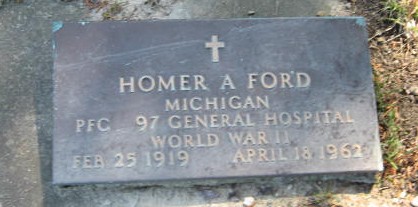 HOMER A FORD
MICHIGAN
PFC 97 GENERAL HOSPITAL
WORLD WAR II
FEB 25 1919 APRIL 18 1962